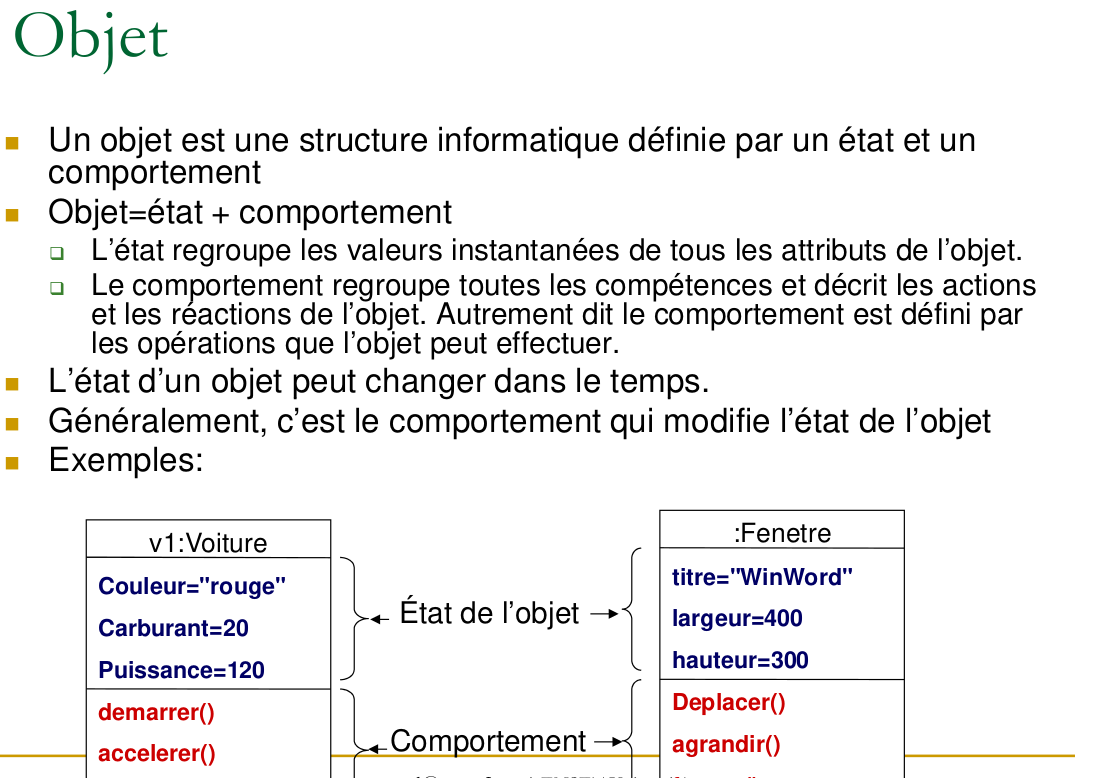 Objet
Un objet est une structure informatique définie par un état et un
comportement
Objet=état + comportement
L'état regroupe les valeurs instantanées de tous les attributs de l'objet.
Le comportement regroupe toutes les compétences et décrit les actions
et les réactions de l'objet. Autrement dit le comportement est défini par
les opérations que l'objet peut effectuer.
L'état d'un objet peut changer dans le temps.
Généralement, c'est le comportement qui modifie l'état de l'objet
Exemples:
v1:Voiture
Couleur="rouge"
Carburant=20
Puissance=120
demarrer()
accelerer()
État de l'objet
Comportement
:Fenetre
titre="WinWord"
largeur=400
hauteur=300
Deplacer()
agrandir()